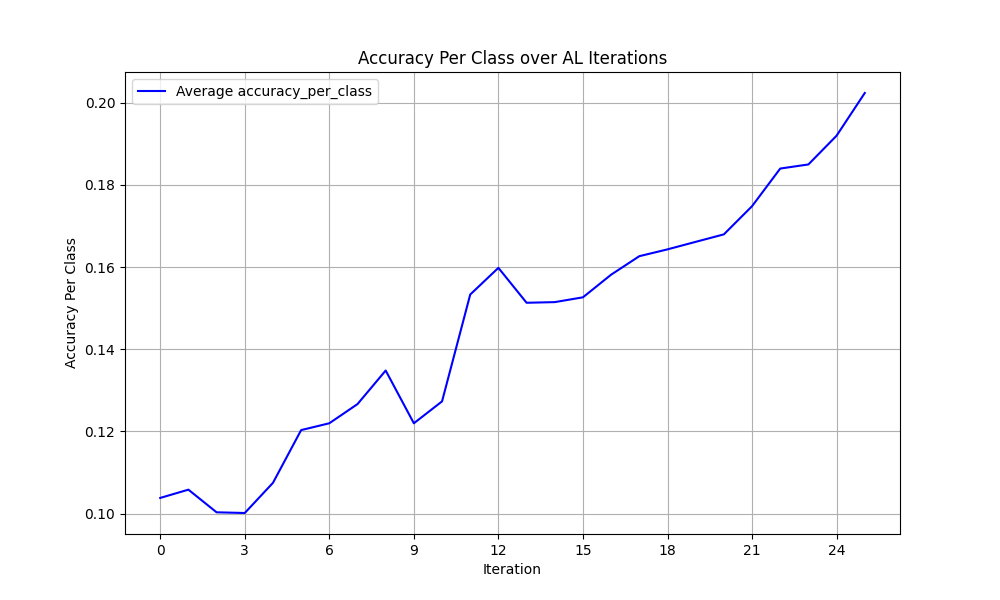 Accuracy Per Class over AL Iterations
Average accuracy_per_class
0.20
0.18
0.16
0.14
0.12
0.10
Accuracy Per Class
0 3 6 9 12 15 18 21 24
Iteration